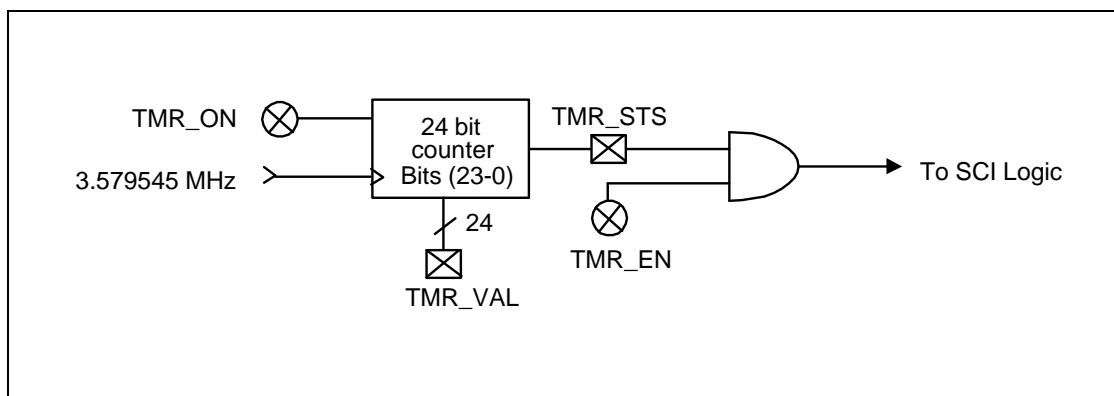 TMR_ON
3.579545 MHz
24 bit
counter
Bits (23-0)
24
TMR_VAL
TMR_STS
TMR_EN
To SCI Logic